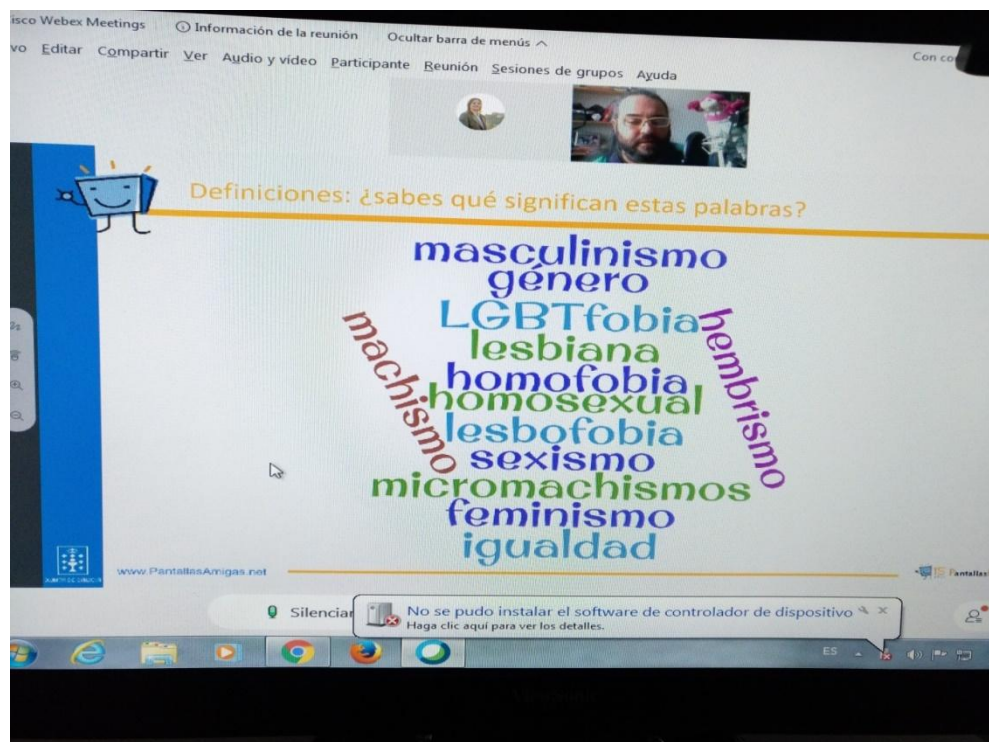 isco Webex Meetings Información de la reunión Ocultar barra de menús
vo Editar Compartir Ver Audio y vídeo Participante Reunión Sesiones de grupos Ayuda
Con co
Definiciones: ¿sabes qué significan estas palabras?
masculinismo
género
LGBTfobia
lesbiana
homofobia
homosexual
lesbofobia
sexismo
micromachismos
feminismo
igualdad
machismo
hembrismo
www.PantallasAmigas.net
Pantallas
Silenciar
No se pudo instalar el software de controlador de dispositivo
Haga clic aquí para ver los detalles.
ES